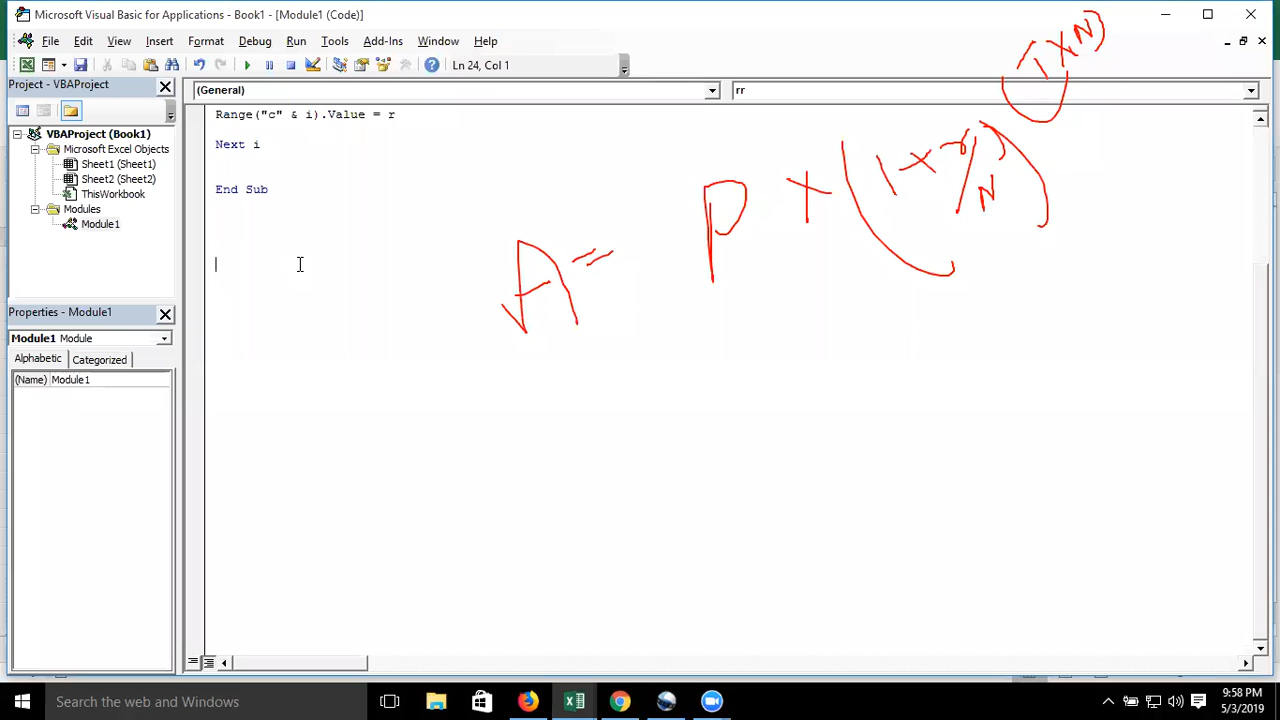 Microsoft Visual Basic for Applications - Book1 - [Module1 (Code)]
File Edit View Insert Format Debug Run Tools Add-Ins Window Help
Ln 24, Col 1
Project - VBAProject
(General)
rr
VBAProject (Book1)
Microsoft Excel Objects
Sheet1 (Sheet1)
Sheet2 (Sheet2)
ThisWorkbook
Modules
Module1
Range("c" & i).Value = r
Next i
End Sub
(T X N)
A = P X (1 + r / N)
Properties - Module1
Module1 Module
Alphabetic Categorized
(Name) Module1
Search the web and Windows
9:58 PM
5/3/2019